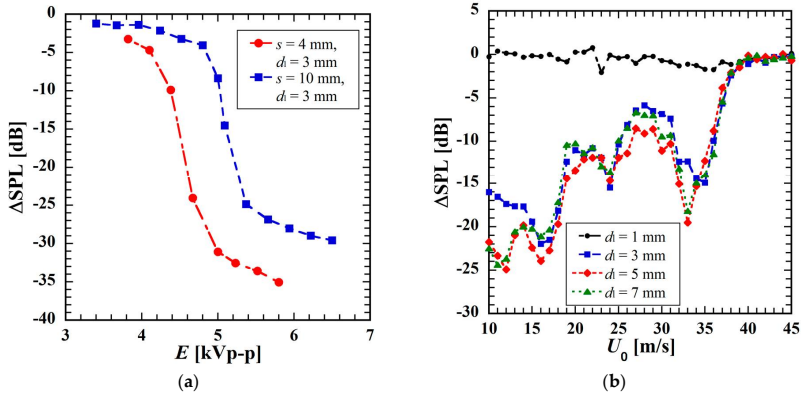 0
-5
-10
-15
-20
-25
-30
-35
-40
ΔSPL [dB]
s = 4 mm,
dₗ = 3 mm
s = 10 mm,
dₗ = 3 mm
3 4 5 6 7
E [kVp-p]
(a)
5
0
-5
-10
-15
-20
-25
-30
ΔSPL [dB]
dₗ = 1 mm
dₗ = 3 mm
dₗ = 5 mm
dₗ = 7 mm
10 15 20 25 30 35 40 45
U₀ [m/s]
(b)